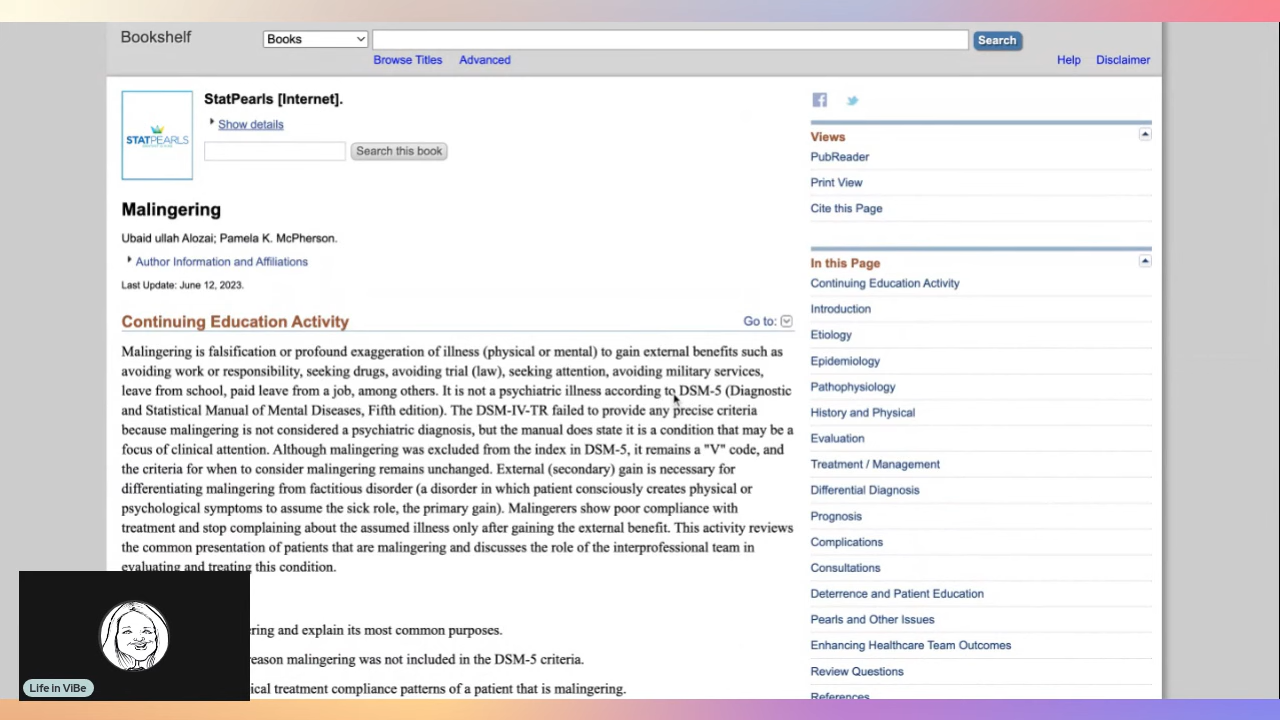 Bookshelf
Books
Search
Browse Titles
Advanced
Help
Disclaimer
STATPEARLS
StatPearls [Internet].
Show details
Search this book
Malingering
Ubaid ullah Alozai; Pamela K. McPherson.
Author Information and Affiliations
Last Update: June 12, 2023.
Continuing Education Activity
Go to:
Malingering is falsification or profound exaggeration of illness (physical or mental) to gain external benefits such as
avoiding work or responsibility, seeking drugs, avoiding trial (law), seeking attention, avoiding military services,
leave from school, paid leave from a job, among others. It is not a psychiatric illness according to DSM-5 (Diagnostic
and Statistical Manual of Mental Diseases, Fifth edition). The DSM-IV-TR failed to provide any precise criteria
because malingering is not considered a psychiatric diagnosis, but the manual does state it is a condition that may be a
focus of clinical attention. Although malingering was excluded from the index in DSM-5, it remains a "V" code, and
the criteria for when to consider malingering remains unchanged. External (secondary) gain is necessary for
differentiating malingering from factitious disorder (a disorder in which patient consciously creates physical or
psychological symptoms to assume the sick role, the primary gain). Malingerers show poor compliance with
treatment and stop complaining about the assumed illness only after gaining the external benefit. This activity reviews
the common presentation of patients that are malingering and discusses the role of the interprofessional team in
evaluating and treating this condition.
ring and explain its most common purposes.
eason malingering was not included in the DSM-5 criteria.
ical treatment compliance patterns of a patient that is malingering.
Views
PubReader
Print View
Cite this Page
In this Page
Continuing Education Activity
Introduction
Etiology
Epidemiology
Pathophysiology
History and Physical
Evaluation
Treatment / Management
Differential Diagnosis
Prognosis
Complications
Consultations
Deterrence and Patient Education
Pearls and Other Issues
Enhancing Healthcare Team Outcomes
Review Questions
References
Life in ViBe